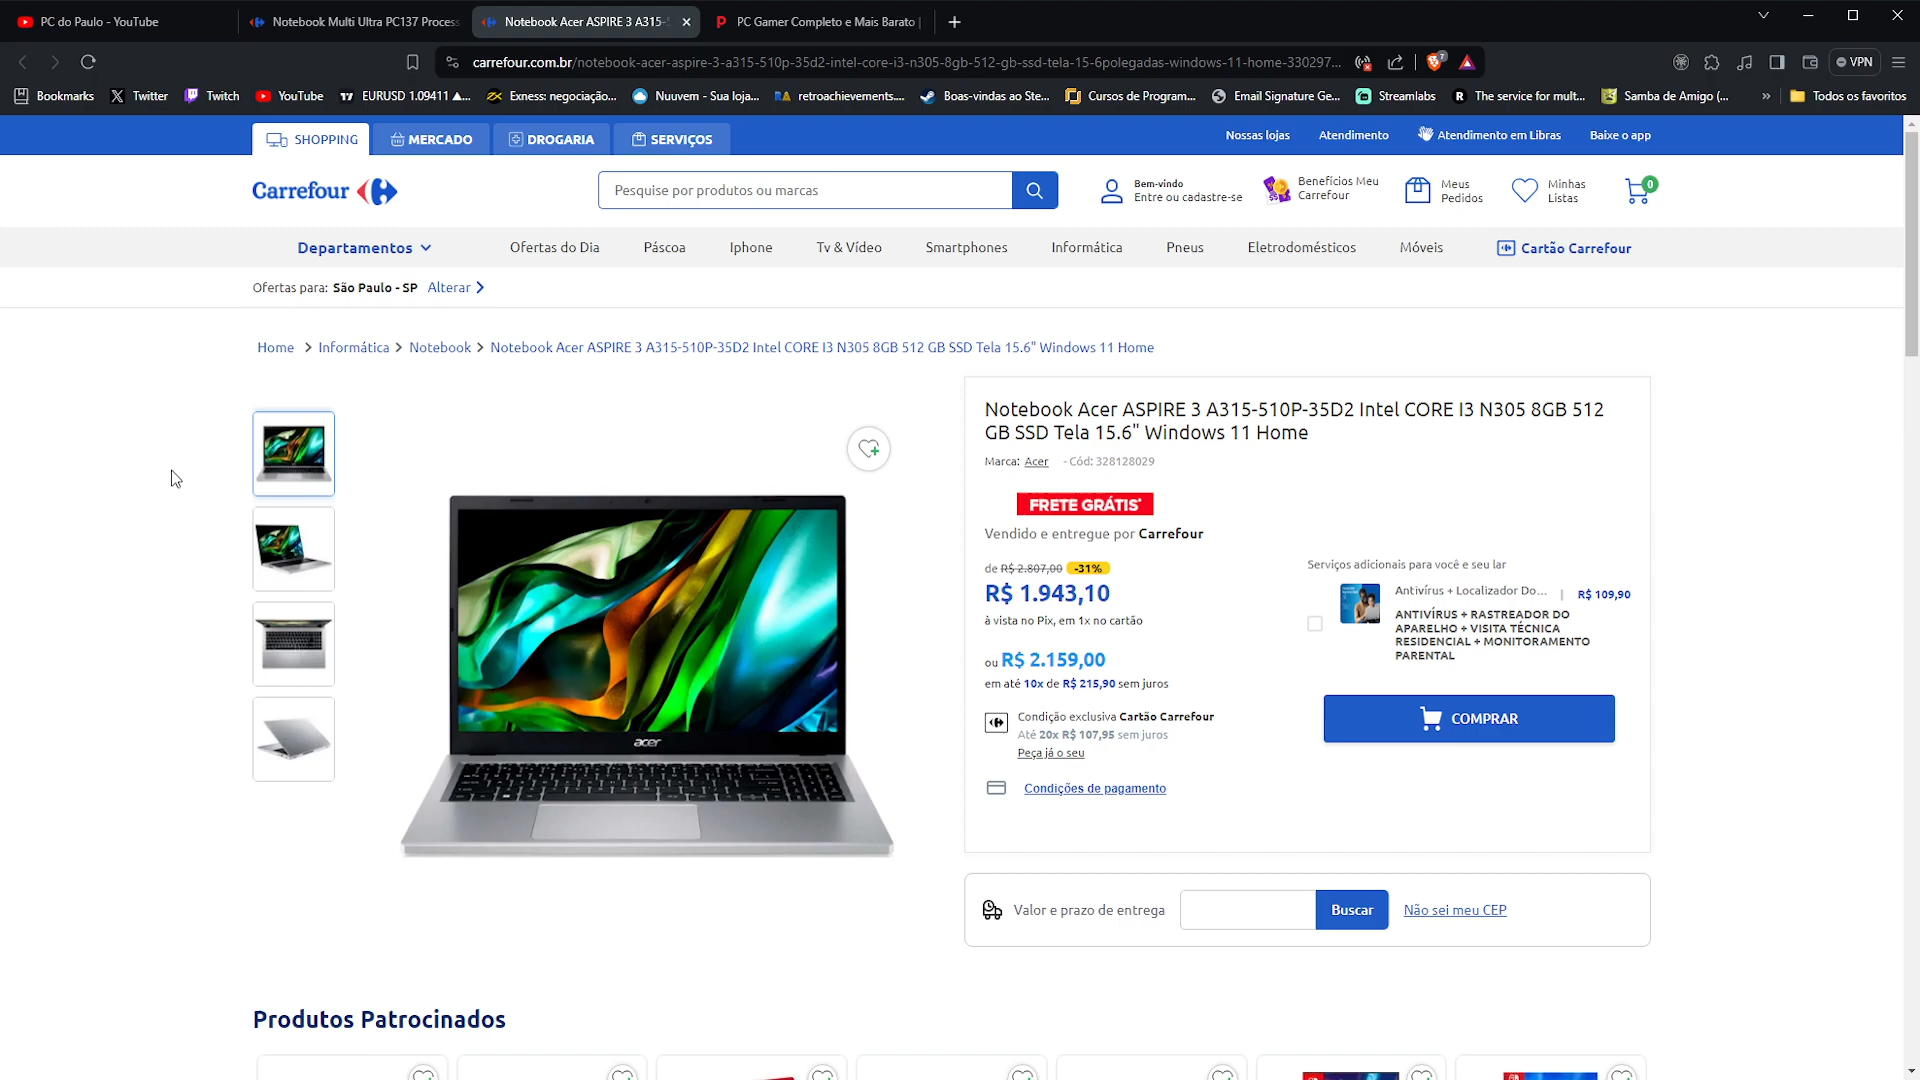 PC do Paulo - YouTube
Notebook Multi Ultra PC137 Process
Notebook Acer ASPIRE 3 A315-5
PC Gamer Completo e Mais Barato |
carrefour.com.br/notebook-acer-aspire-3-a315-510p-35d2-intel-core-i3-n305-8gb-512-gb-ssd-tela-15-6polegadas-windows-11-home-330297...
7
VPN
Bookmarks
Twitter
Twitch
YouTube
EURUSD 1.09411 ▲...
Exness: negociação...
Nuuvem - Sua loja...
RA
retroachievements....
Boas-vindas ao Ste...
Cursos de Program...
Email Signature Ge...
Streamlabs
The service for mult...
Samba de Amigo (...
»
Todos os favoritos
SHOPPING
MERCADO
DROGARIA
SERVIÇOS
Nossas lojas
Atendimento
Atendimento em Libras
Baixe o app
Carrefour
Pesquise por produtos ou marcas
Bem-vindo
Entre ou cadastre-se
Benefícios Meu
Carrefour
Meus
Pedidos
Minhas
Listas
0
Departamentos
Ofertas do Dia
Páscoa
Iphone
Tv & Vídeo
Smartphones
Informática
Pneus
Eletrodomésticos
Móveis
Cartão Carrefour
Ofertas para: São Paulo - SP Alterar
Home > Informática > Notebook > Notebook Acer ASPIRE 3 A315-510P-35D2 Intel CORE I3 N305 8GB 512 GB SSD Tela 15.6" Windows 11 Home
Notebook Acer ASPIRE 3 A315-510P-35D2 Intel CORE I3 N305 8GB 512
GB SSD Tela 15.6" Windows 11 Home
Marca: Acer - Cód: 328128029
FRETE GRÁTIS*
Vendido e entregue por Carrefour
de R$ 2.807,00 -31%
R$ 1.943,10
à vista no Pix, em 1x no cartão
ou R$ 2.159,00
em até 10x de R$ 215,90 sem juros
Condição exclusiva Cartão Carrefour
Até 20x R$ 107,95 sem juros
Peça já o seu
Condições de pagamento
Serviços adicionais para você e seu lar
Antivírus + Localizador Do... | R$ 109,90
ANTIVÍRUS + RASTREADOR DO
APARELHO + VISITA TÉCNICA
RESIDENCIAL + MONITORAMENTO
PARENTAL
COMPRAR
acer
Valor e prazo de entrega
Buscar
Não sei meu CEP
Produtos Patrocinados